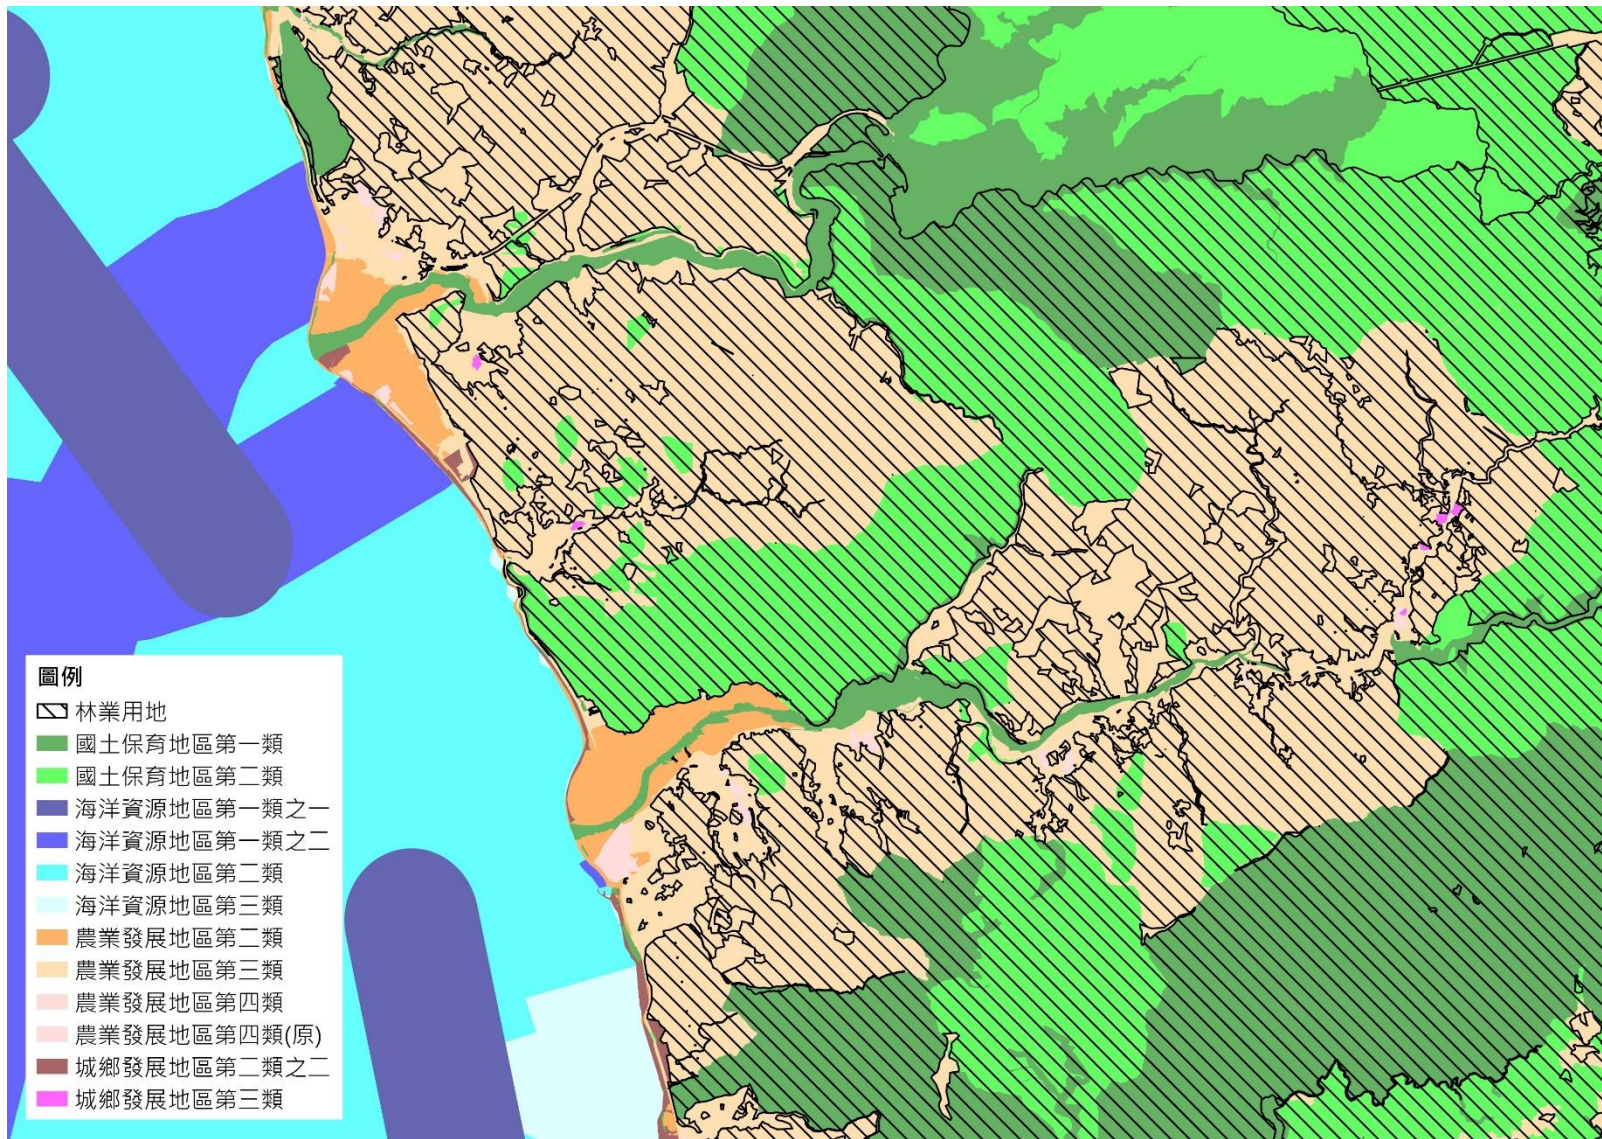 圖例
林業用地
國土保育地區第一類
國土保育地區第二類
海洋資源地區第一類之一
海洋資源地區第一類之二
海洋資源地區第二類
海洋資源地區第三類
農業發展地區第二類
農業發展地區第三類
農業發展地區第四類
農業發展地區第四類(原)
城鄉發展地區第二類之二
城鄉發展地區第三類